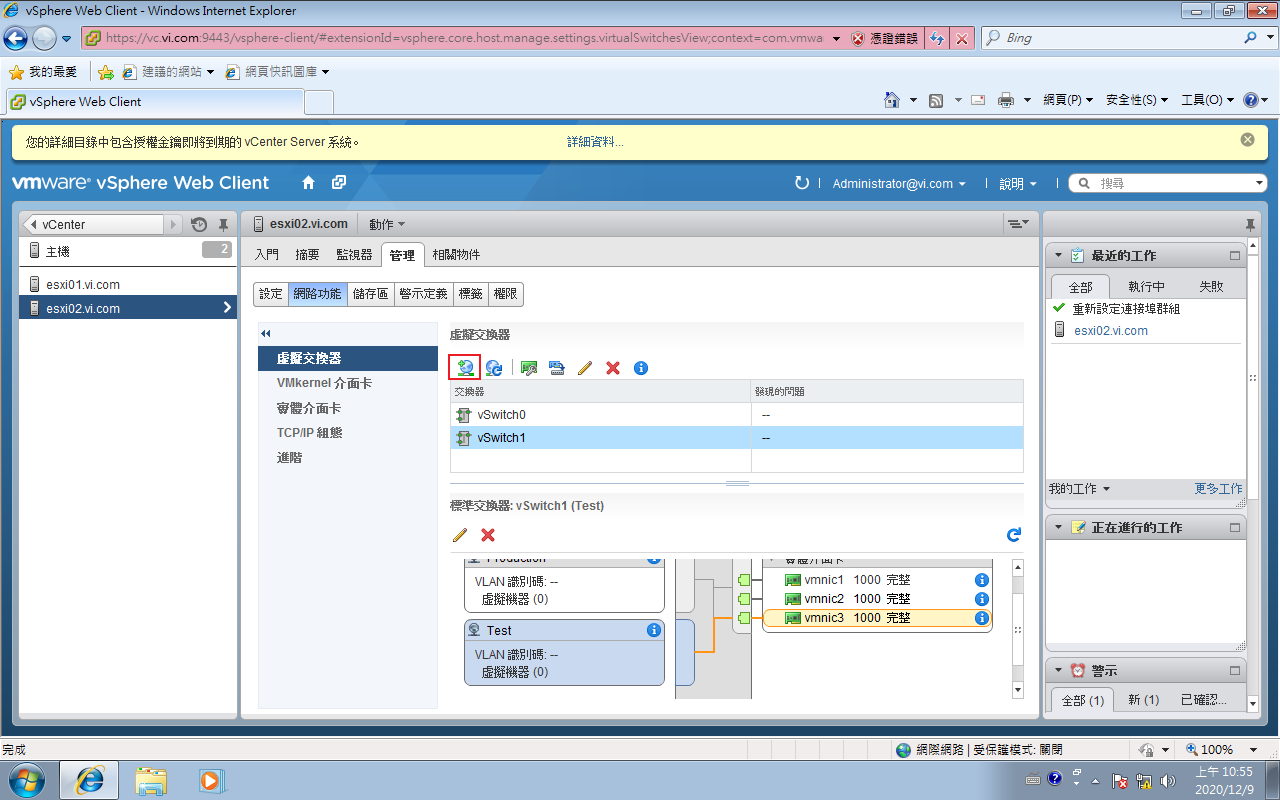 vSphere Web Client - Windows Internet Explorer
https://vc.vi.com:9443/vsphere-client/#extensionId=vsphere.core.host.manage.settings.virtualSwitchesView;context=com.vmwa
憑證錯誤
Bing
我的最愛
建議的網站
網頁快訊圖庫
vSphere Web Client
網頁(P)
安全性(S)
工具(O)
您的詳細目錄中包含授權金鑰即將到期的 vCenter Server 系統。
詳細資料...
vmware® vSphere Web Client
Administrator@vi.com
說明
搜尋
vCenter
esxi02.vi.com
動作
主機
2
esxi01.vi.com
esxi02.vi.com
入門
摘要
監視器
管理
相關物件
設定
網路功能
儲存區
警示定義
標籤
權限
虛擬交換器
VMkernel 介面卡
實體介面卡
TCP/IP 組態
進階
虛擬交換器
交換器
發現的問題
vSwitch0
--
vSwitch1
--
標準交換器: vSwitch1 (Test)
Production
VLAN 識別碼: --
虛擬機器 (0)
Test
VLAN 識別碼: --
虛擬機器 (0)
實體介面卡
vmnic1 1000 完整
vmnic2 1000 完整
vmnic3 1000 完整
最近的工作
全部
執行中
失敗
重新設定連接埠群組
esxi02.vi.com
我的工作
更多工作
正在進行的工作
警示
全部 (1)
新 (1)
已確認...
完成
網際網路 | 受保護模式: 關閉
100%
上午 10:55
2020/12/9